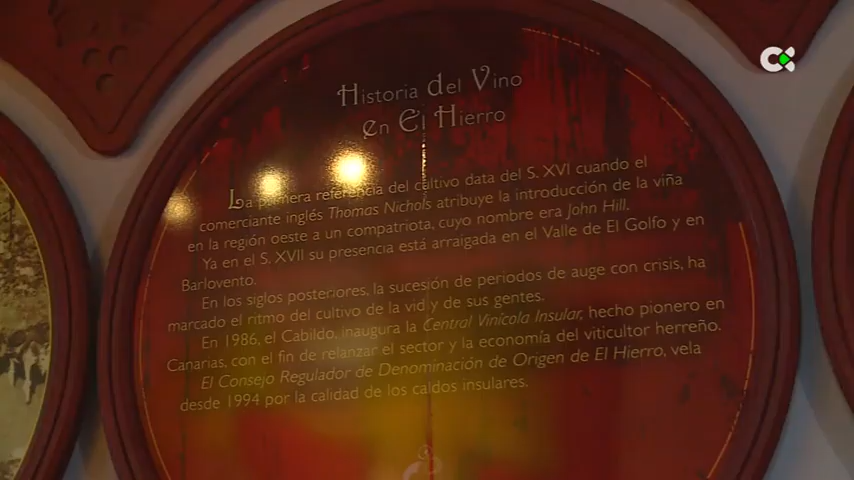 Historia del Vino
en El Hierro
La primera referencia del cultivo data del S. XVI cuando el
comerciante inglés Thomas Nichols atribuye la introducción de la viña
en la región oeste a un compatriota, cuyo nombre era John Hill.
Ya en el S. XVII su presencia está arraigada en el Valle de El Golfo y en
Barlovento.
En los siglos posteriores, la sucesión de periodos de auge con crisis, ha
marcado el ritmo del cultivo de la vid y de sus gentes.
En 1986, el Cabildo, inaugura la Central Vinícola Insular, hecho pionero en
Canarias, con el fin de relanzar el sector y la economía del viticultor herreño.
El Consejo Regulador de Denominación de Origen de El Hierro, vela
desde 1994 por la calidad de los caldos insulares.